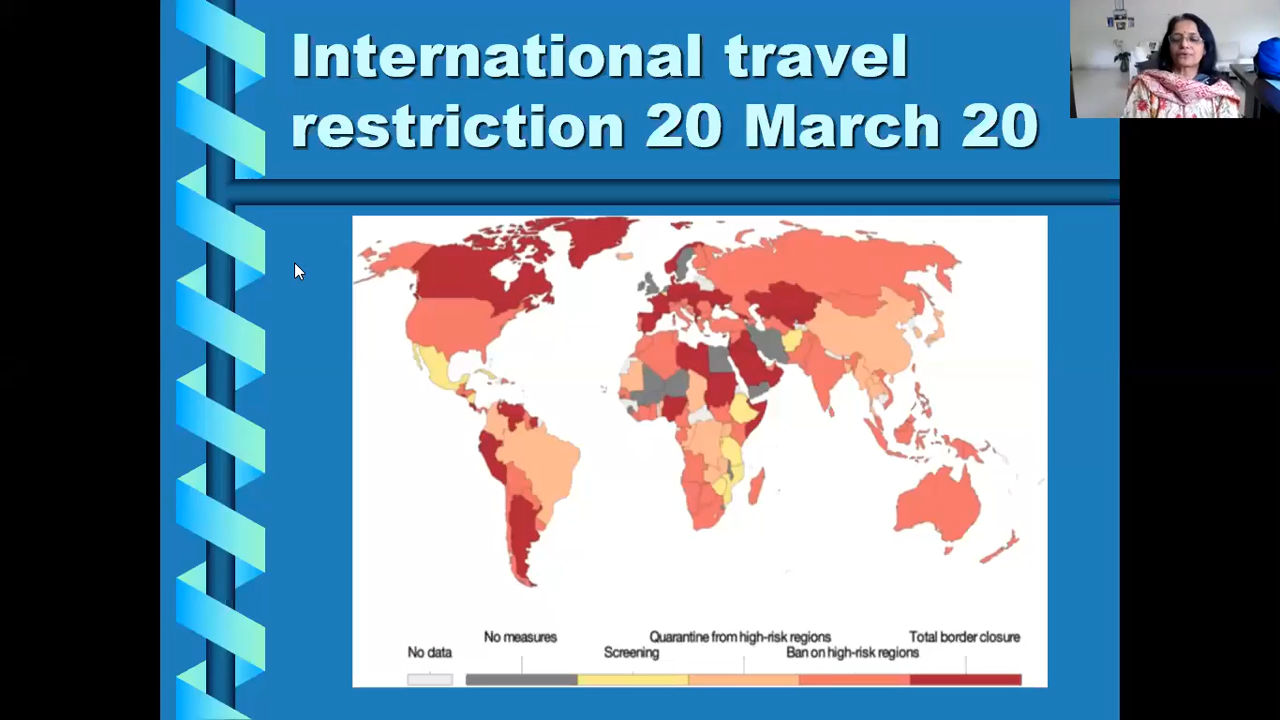 International travel
restriction 20 March 20
No measures
Quarantine from high-risk regions
Total border closure
No data
Screening
Ban on high-risk regions